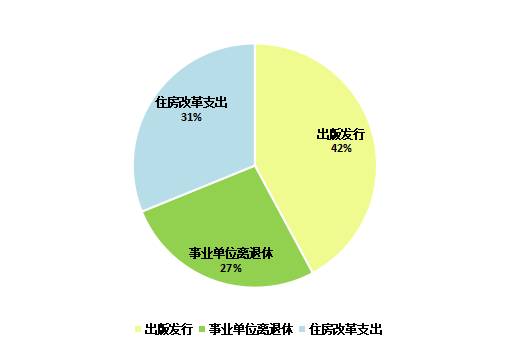 住房改革支出
31%
出版发行
42%
事业单位离退休
27%
出版发行 事业单位离退休 住房改革支出